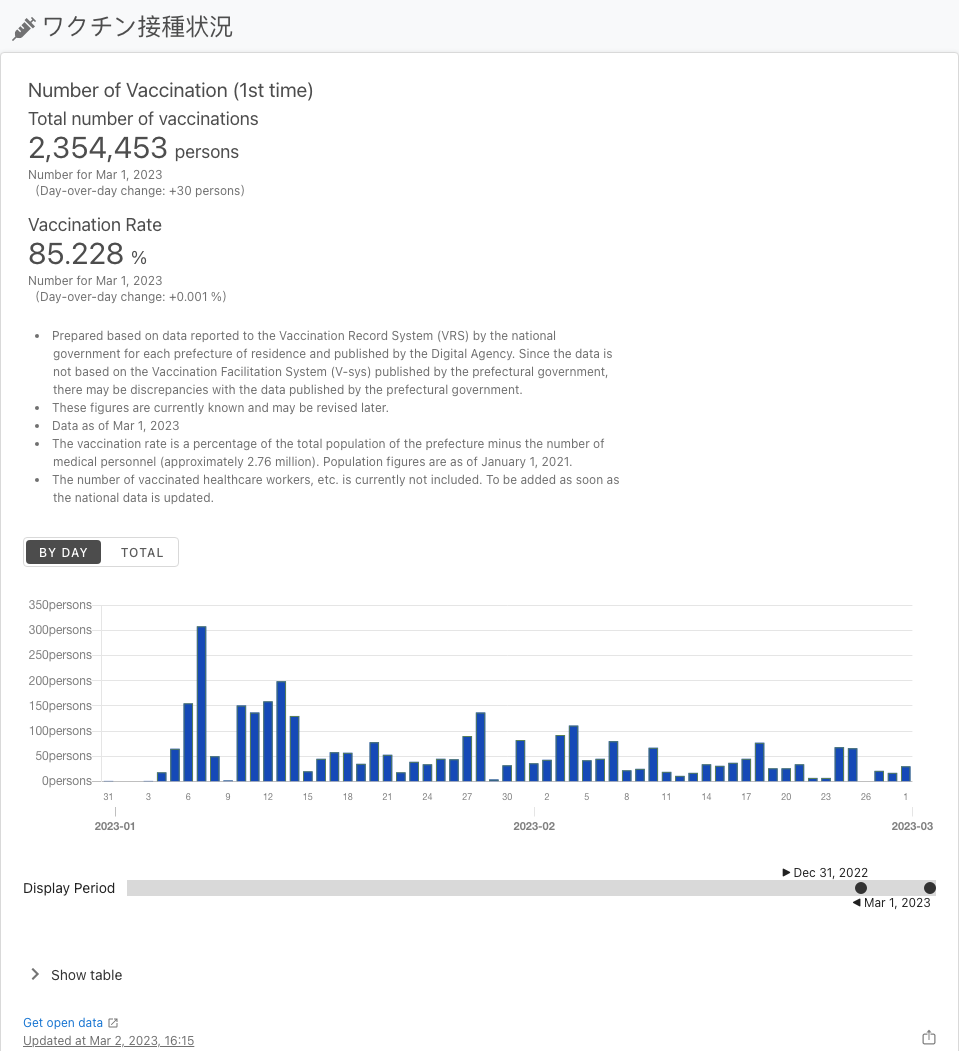 ワクチン接種状況
Number of Vaccination (1st time)
Total number of vaccinations
2,354,453 persons
Number for Mar 1, 2023
(Day-over-day change: +30 persons)
Vaccination Rate
85.228 %
Number for Mar 1, 2023
(Day-over-day change: +0.001 %)
• Prepared based on data reported to the Vaccination Record System (VRS) by the national
government for each prefecture of residence and published by the Digital Agency. Since the data is
not based on the Vaccination Facilitation System (V-sys) published by the prefectural government,
there may be discrepancies with the data published by the prefectural government.
• These figures are currently known and may be revised later.
• Data as of Mar 1, 2023
• The vaccination rate is a percentage of the total population of the prefecture minus the number of
medical personnel (approximately 2.76 million). Population figures are as of January 1, 2021.
• The number of vaccinated healthcare workers, etc. is currently not included. To be added as soon as
the national data is updated.
BY DAY TOTAL
350persons
300persons
250persons
200persons
150persons
100persons
50persons
0persons
31 3 6 9 12 15 18 21 24 27 30 2 5 8 11 14 17 20 23 26 1
2023-01 2023-02 2023-03
Dec 31, 2022
Display Period
Mar 1, 2023
Show table
Get open data
Updated at Mar 2, 2023, 16:15